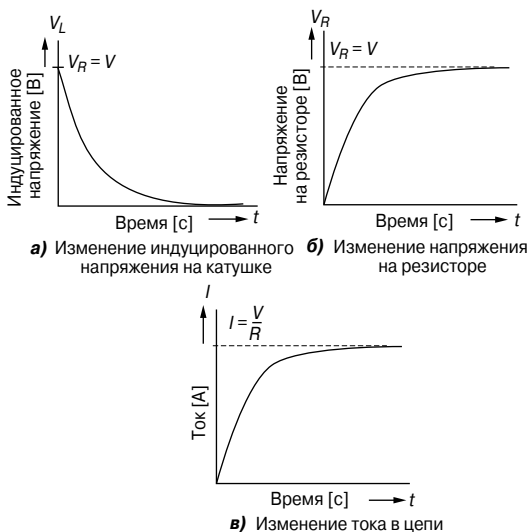 V_L
V_R = V
Индуцированное
напряжение [В]
Время [с]
t
а) Изменение индуцированного
напряжения на катушке
V_R
V_R = V
Напряжение
на резисторе [В]
Время [с]
t
б) Изменение напряжения
на резисторе
I
I = V/R
Ток [А]
Время [с]
t
в) Изменение тока в цепи